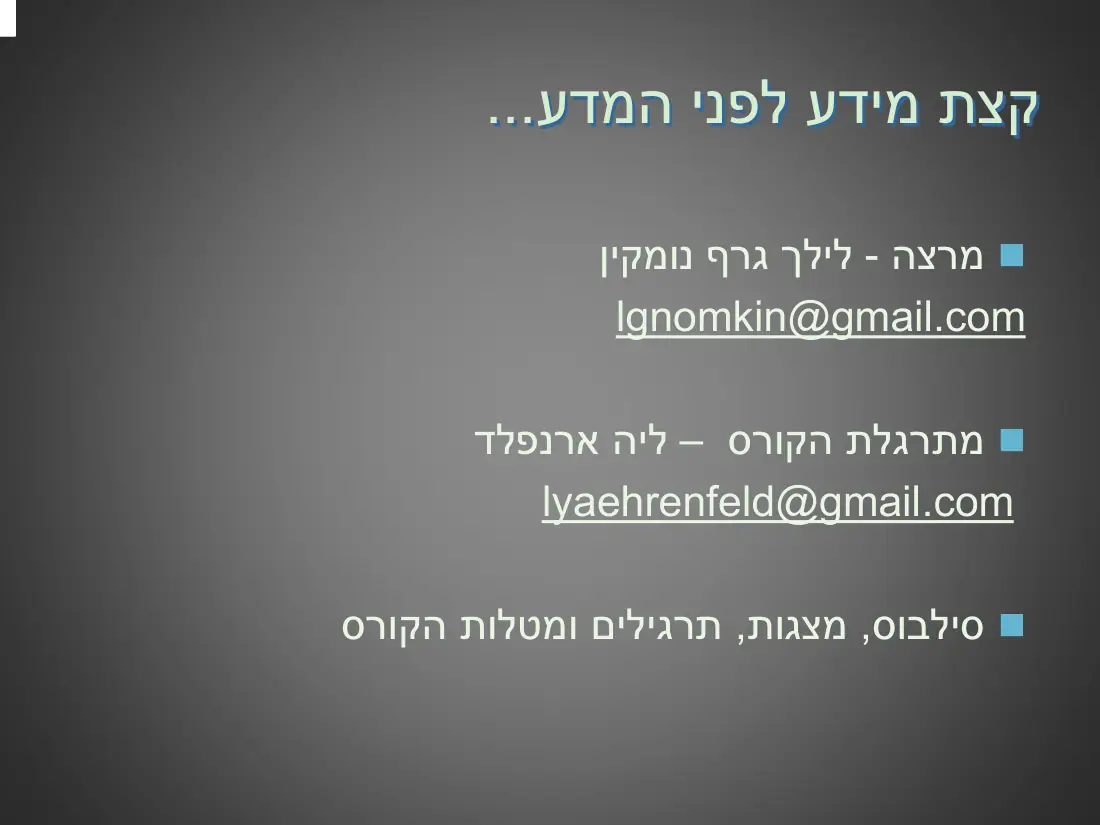 קצת מידע לפני המדע...
מרצה - לילך גרף נומקין
lgnomkin@gmail.com
מתרגלת הקורס – ליה ארנפלד
lyaehrenfeld@gmail.com
סילבוס, מצגות, תרגילים ומטלות הקורס